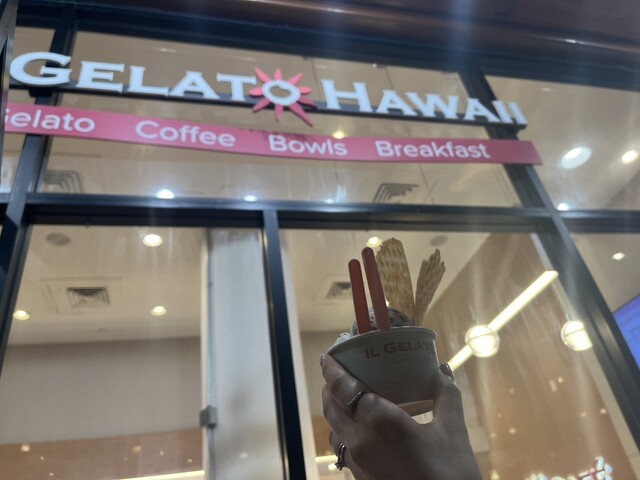 GELATO HAWAII
Gelato Coffee Bowls Breakfast
IL GELATO